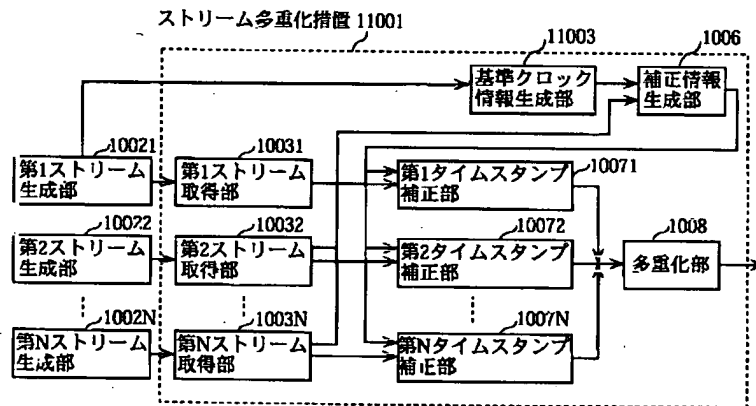 ストリーム多重化措置 11001
11003
1006
基準クロック
情報生成部
補正情報
生成部
10021
10031
10071
第1ストリーム
生成部
第1ストリーム
取得部
第1タイムスタンプ
補正部
10022
10032
10072
1008
第2ストリーム
生成部
第2ストリーム
取得部
第2タイムスタンプ
補正部
多重化部
1002N
1003N
1007N
第Nストリーム
生成部
第Nストリーム
取得部
第Nタイムスタンプ
補正部